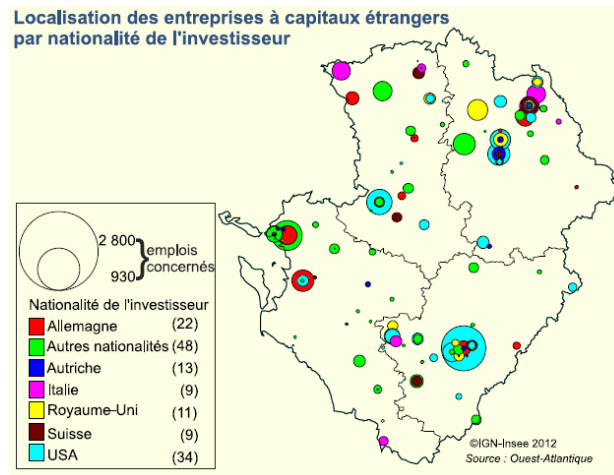 Localisation des entreprises à capitaux étrangers
par nationalité de l'investisseur
2 800
930
emplois
concernés
Nationalité de l'investisseur
Allemagne (22)
Autres nationalités (48)
Autriche (13)
Italie (9)
Royaume-Uni (11)
Suisse (9)
USA (34)
©IGN-Insee 2012
Source : Ouest-Atlantique